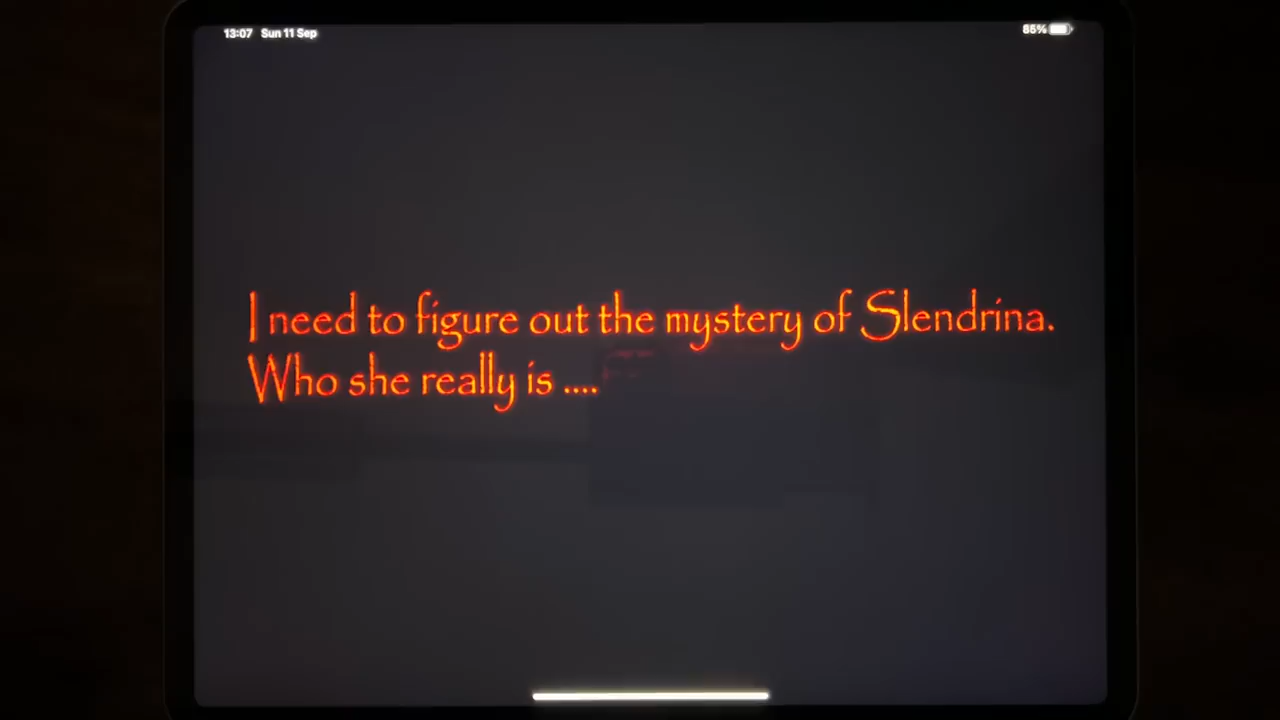 13:07 Sun 11 Sep
85%
I need to figure out the mystery of Slendrina.
Who she really is ....